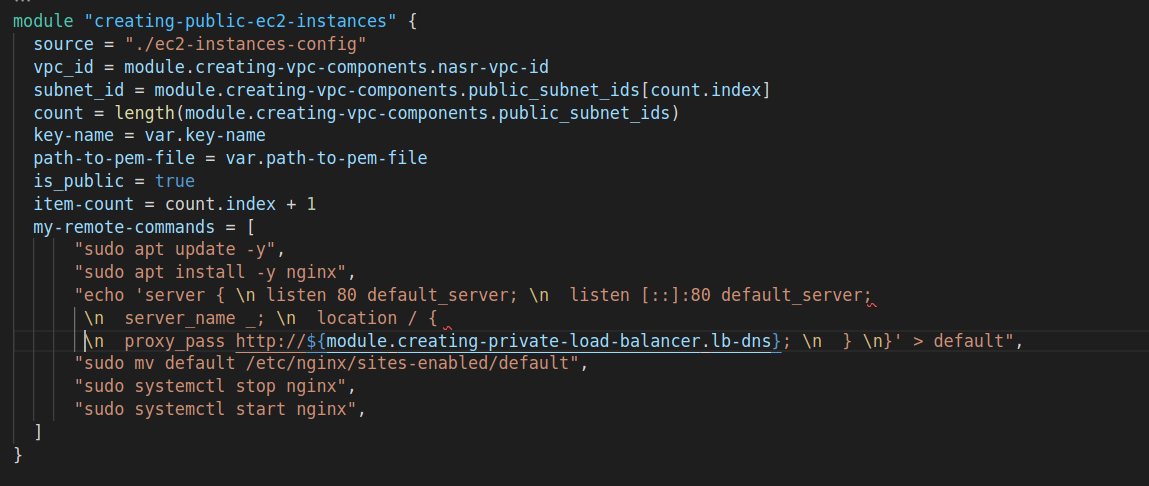 module "creating-public-ec2-instances" {
  source = "./ec2-instances-config"
  vpc_id = module.creating-vpc-components.nasr-vpc-id
  subnet_id = module.creating-vpc-components.public_subnet_ids[count.index]
  count = length(module.creating-vpc-components.public_subnet_ids)
  key-name = var.key-name
  path-to-pem-file = var.path-to-pem-file
  is_public = true
  item-count = count.index + 1
  my-remote-commands = [
      "sudo apt update -y",
      "sudo apt install -y nginx",
      "echo 'server { \n listen 80 default_server; \n  listen [::]:80 default_server;
       \n  server_name _; \n  location / {
       \n  proxy_pass http://${module.creating-private-load-balancer.lb-dns}; \n  } \n}' > default",
      "sudo mv default /etc/nginx/sites-enabled/default",
      "sudo systemctl stop nginx",
      "sudo systemctl start nginx",
  ]
}